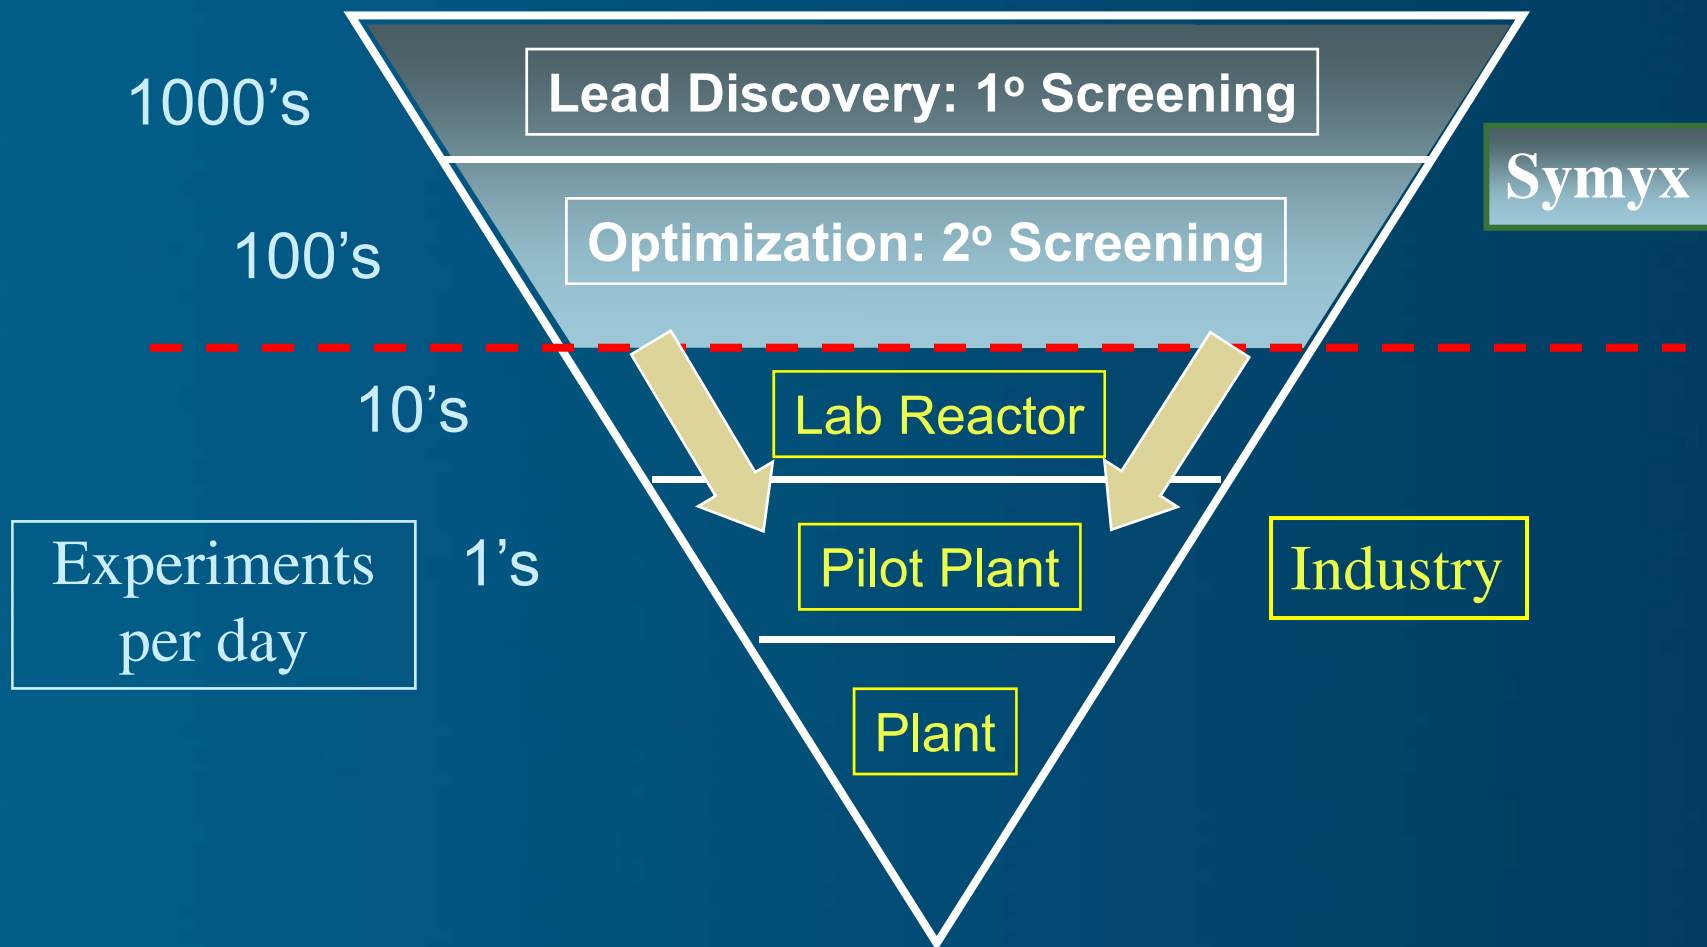 1000’s
Lead Discovery: 1º Screening
Symyx
100’s
Optimization: 2º Screening
10’s
Lab Reactor
Experiments
per day
1’s
Pilot Plant
Industry
Plant